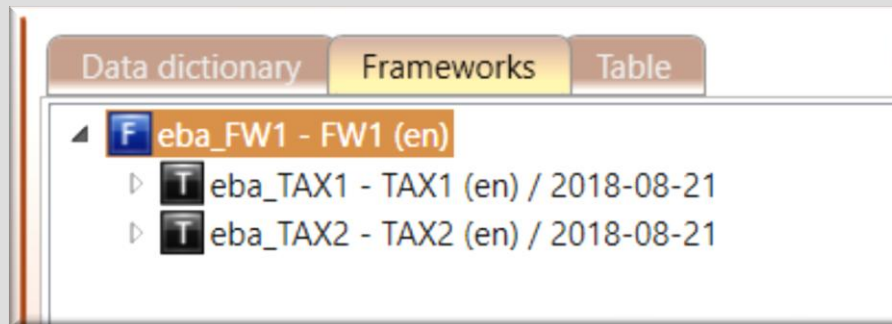 Data dictionary Frameworks Table
F eba_FW1 - FW1 (en)
T eba_TAX1 - TAX1 (en) / 2018-08-21
T eba_TAX2 - TAX2 (en) / 2018-08-21